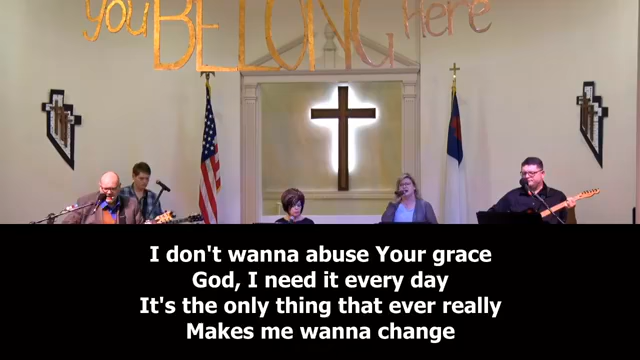 you BELONG here
I don't wanna abuse Your grace
God, I need it every day
It's the only thing that ever really
Makes me wanna change